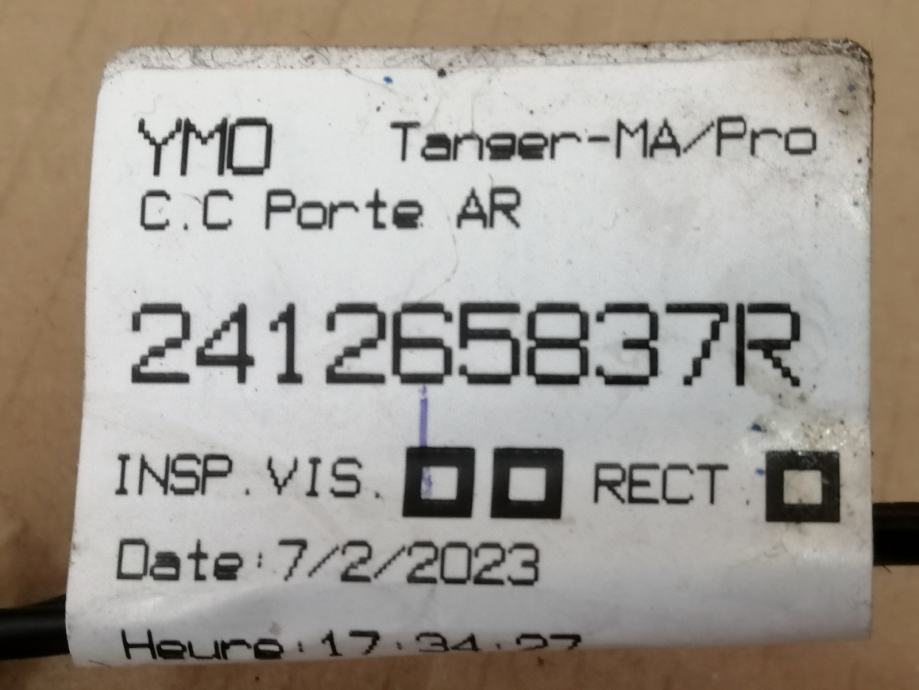 YMO Tanger-MA/Pro
C.C Porte AR
241265837R
INSP.VIS. RECT
Date:7/2/2023
Heure:17:34:27